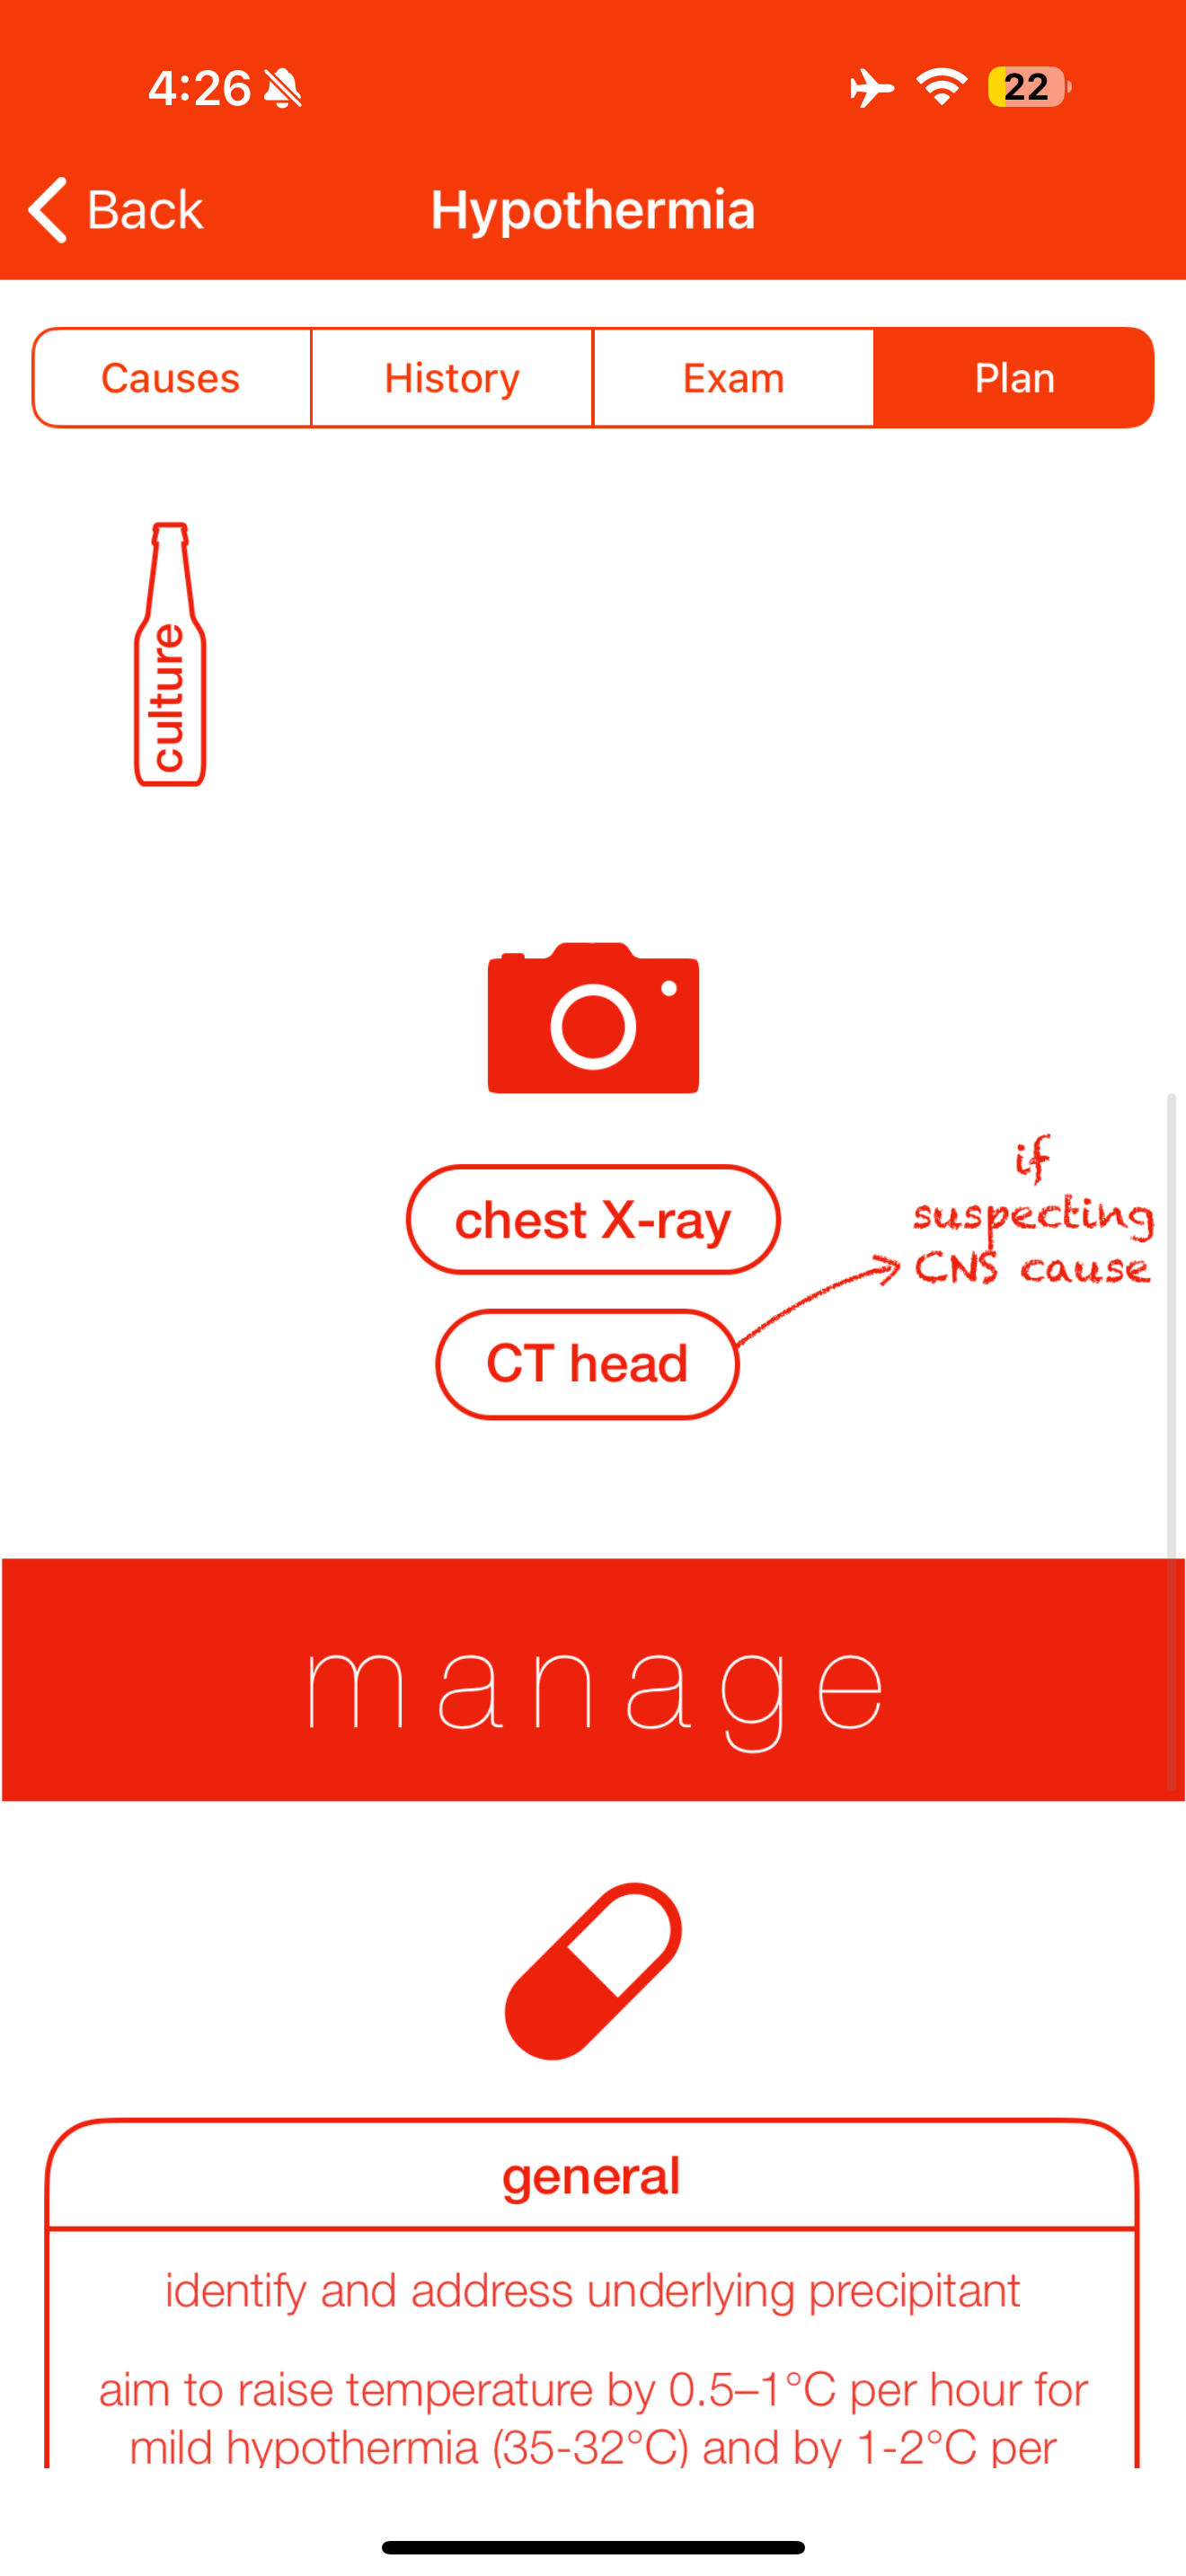 4:26
22
Back
Hypothermia
Causes
History
Exam
Plan
culture
chest X-ray
if
suspecting
CNS cause
CT head
manage
general
identify and address underlying precipitant
aim to raise temperature by 0.5–1°C per hour for
mild hypothermia (35-32°C) and by 1-2°C per